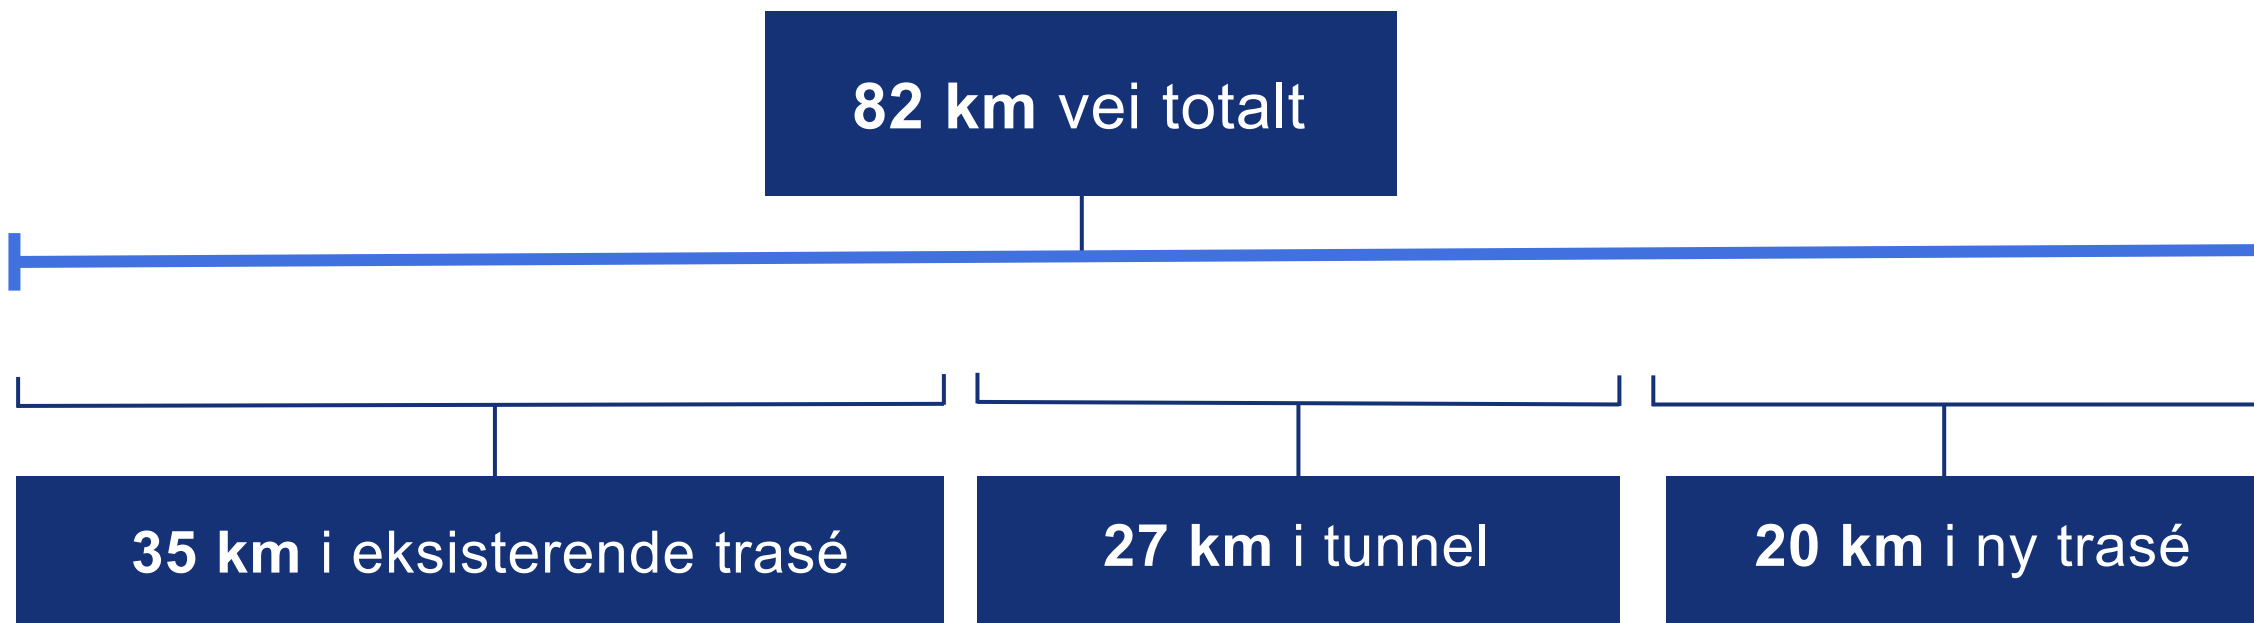 82 km vei totalt
35 km i eksisterende trasé
27 km i tunnel
20 km i ny trasé